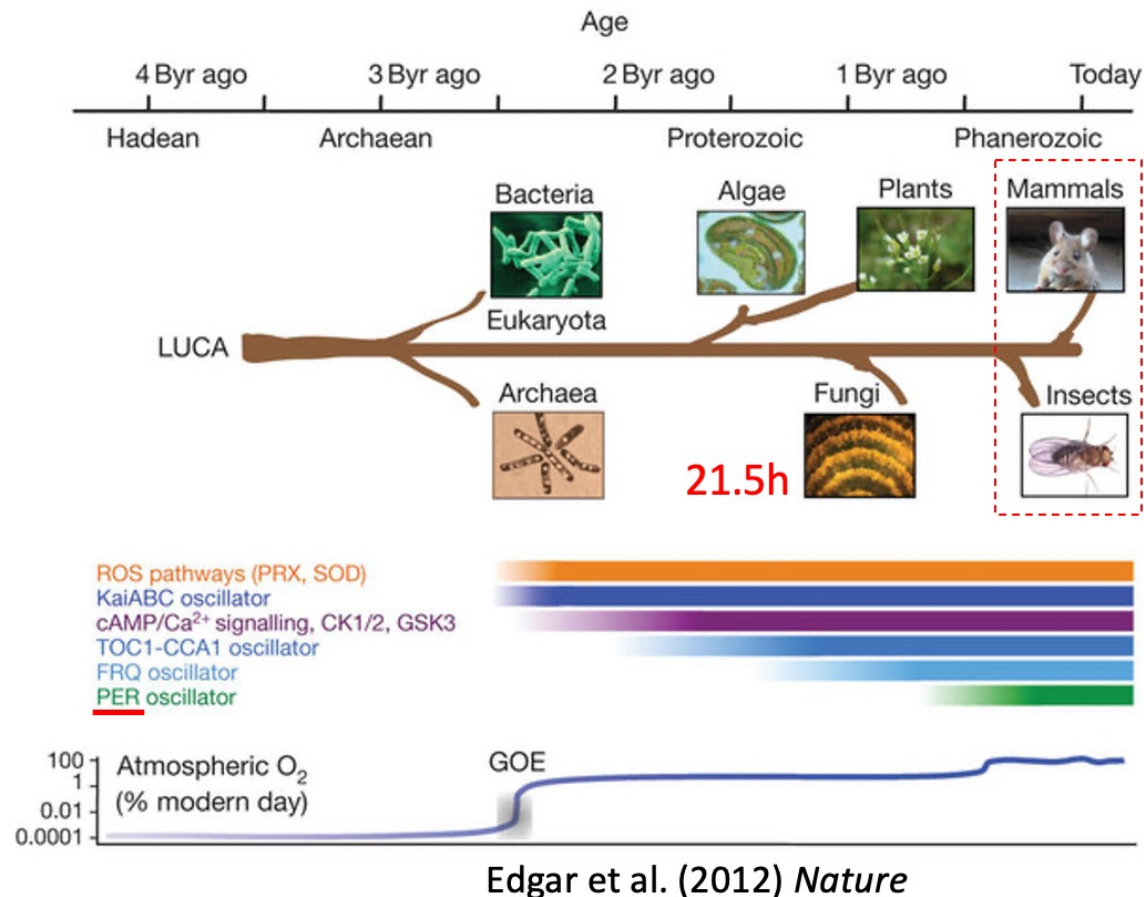 Age
4 Byr ago 3 Byr ago 2 Byr ago 1 Byr ago Today
Hadean Archaean Proterozoic Phanerozoic
Bacteria Algae Plants Mammals
Eukaryota
LUCA
Archaea Fungi Insects
21.5h
ROS pathways (PRX, SOD)
KaiABC oscillator
cAMP/Ca²⁺ signalling, CK1/2, GSK3
TOC1-CCA1 oscillator
FRQ oscillator
PER oscillator
100 Atmospheric O₂ GOE
1 (% modern day)
0.01
0.0001
Edgar et al. (2012) Nature